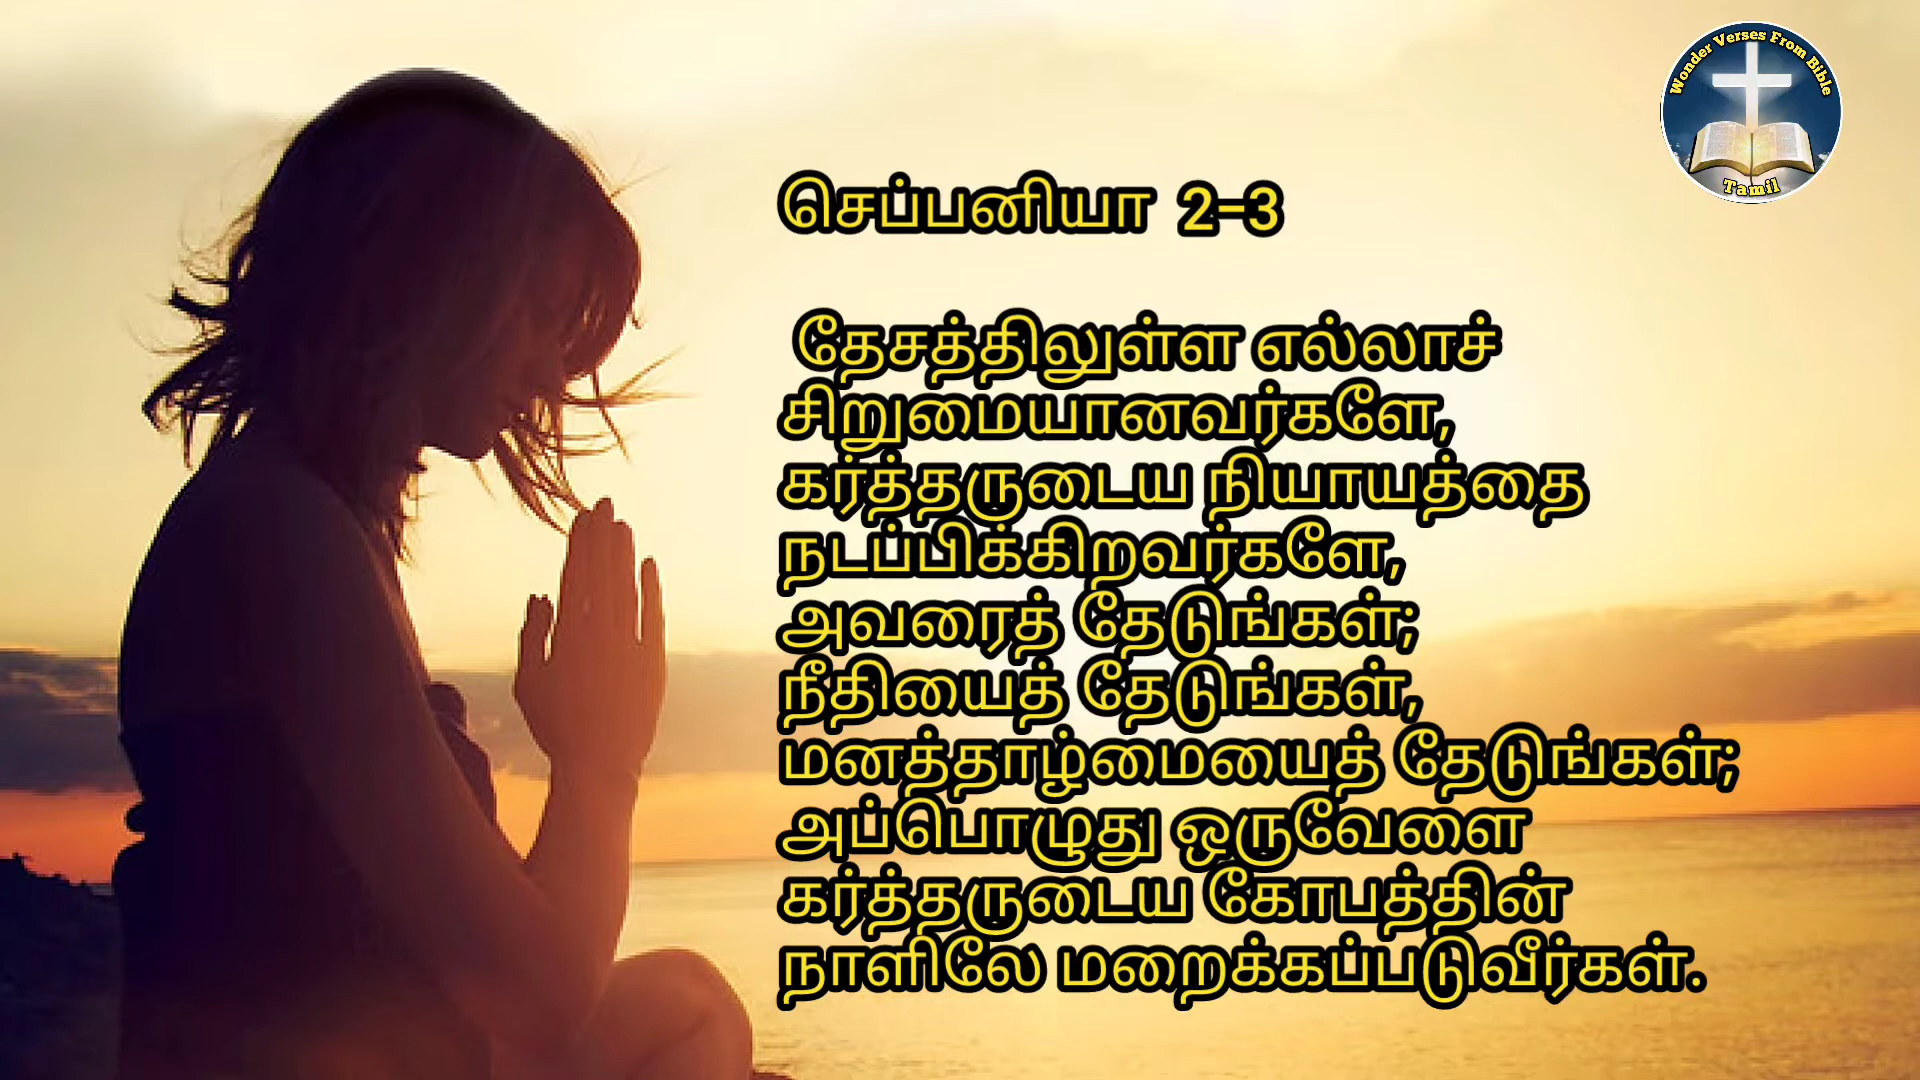 Wonder Verses From Bible
Tamil
செப்பனியா 2-3
தேசத்திலுள்ள எல்லாச்
சிறுமையானவர்களே,
கர்த்தருடைய நியாயத்தை
நடப்பிக்கிறவர்களே,
அவரைத் தேடுங்கள்;
நீதியைத் தேடுங்கள்,
மனத்தாழ்மையைத் தேடுங்கள்;
அப்பொழுது ஒருவேளை
கர்த்தருடைய கோபத்தின்
நாளிலே மறைக்கப்படுவீர்கள்.